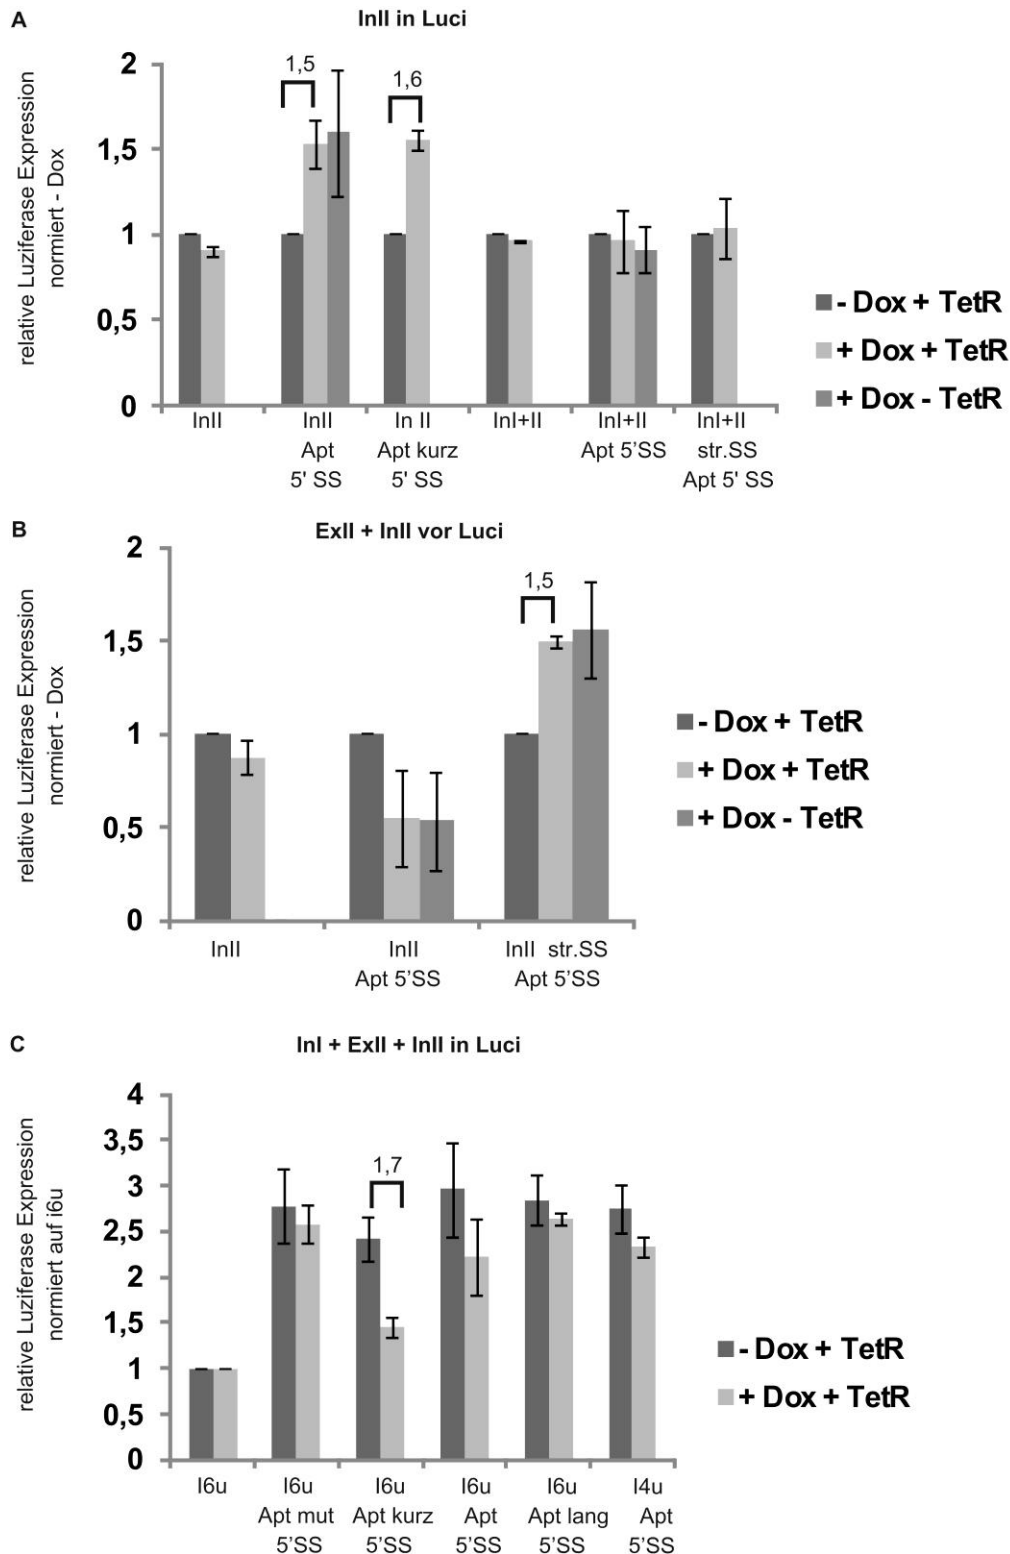 A
InII in Luci
relative Luziferase Expression
normiert - Dox
2
1,5
1
0,5
0
1,5
1,6
InII
InII
Apt
5' SS
In II
Apt kurz
5' SS
InI+II
InI+II
Apt 5’SS
InI+II
str.SS
Apt 5' SS
- Dox + TetR
+ Dox + TetR
+ Dox - TetR
B
ExII + InII vor Luci
relative Luziferase Expression
normiert - Dox
2
1,5
1
0,5
0
1,5
InII
InII
Apt 5’SS
InII str.SS
Apt 5’SS
- Dox + TetR
+ Dox + TetR
+ Dox - TetR
C
InI + ExII + InII in Luci
relative Luziferase Expression
normiert auf i6u
4
3,5
3
2,5
2
1,5
1
0,5
0
1,7
I6u
I6u
Apt mut
5’SS
I6u
Apt kurz
5’SS
I6u
Apt
5’SS
I6u
Apt lang
5’SS
I4u
Apt
5’SS
- Dox + TetR
+ Dox + TetR